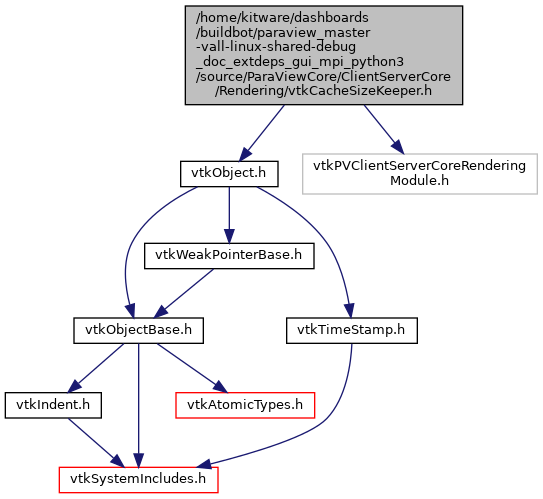 /home/kitware/dashboards
/buildbot/paraview_master
-vall-linux-shared-debug
_doc_extdeps_gui_mpi_python3
/source/ParaViewCore/ClientServerCore
/Rendering/vtkCacheSizeKeeper.h
vtkObject.h
vtkPVClientServerCoreRendering
Module.h
vtkWeakPointerBase.h
vtkObjectBase.h
vtkTimeStamp.h
vtkIndent.h
vtkAtomicTypes.h
vtkSystemIncludes.h